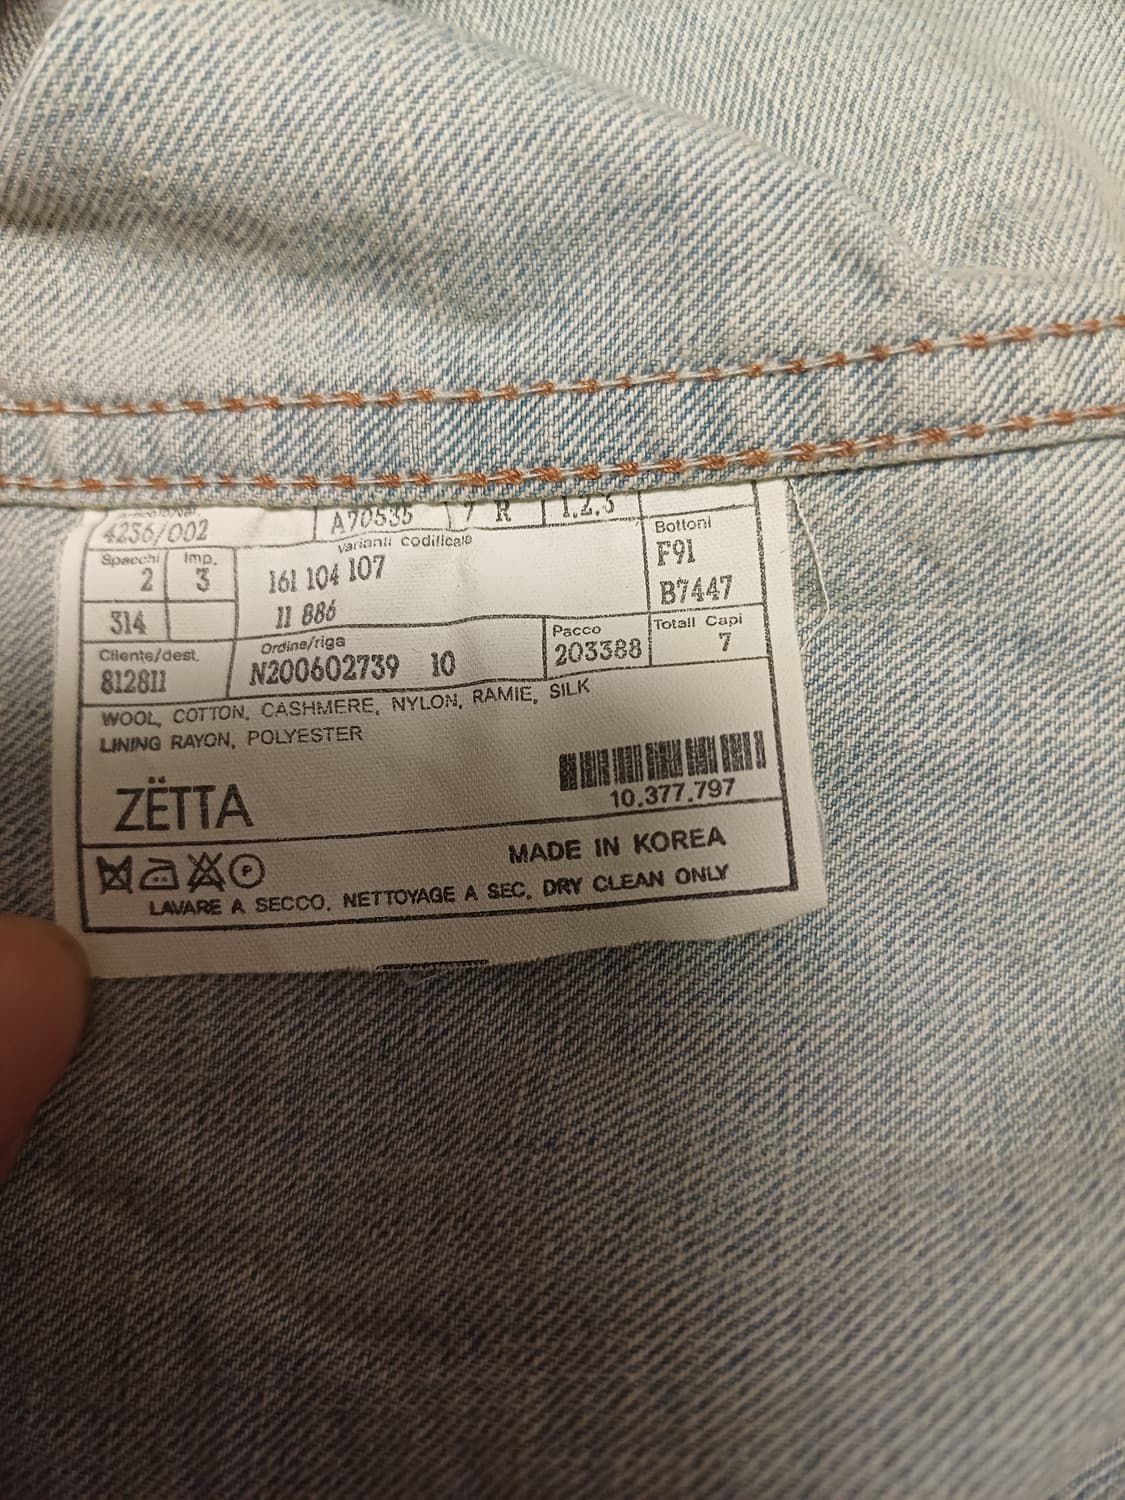 4236/002 A70535 7 R 1.2.3
Spacchi Imp. Varianti Codificate Bottoni
2 3 161 104 107 F91
314 11 886 B7447
Cliente/dest. Ordine/riga Pacco Totali Capi
812811 N200602739 10 203388 7
WOOL, COTTON, CASHMERE, NYLON, RAMIE, SILK
LINING RAYON, POLYESTER
ZËTTA
10.377.797
MADE IN KOREA
P
LAVARE A SECCO. NETTOYAGE A SEC, DRY CLEAN ONLY